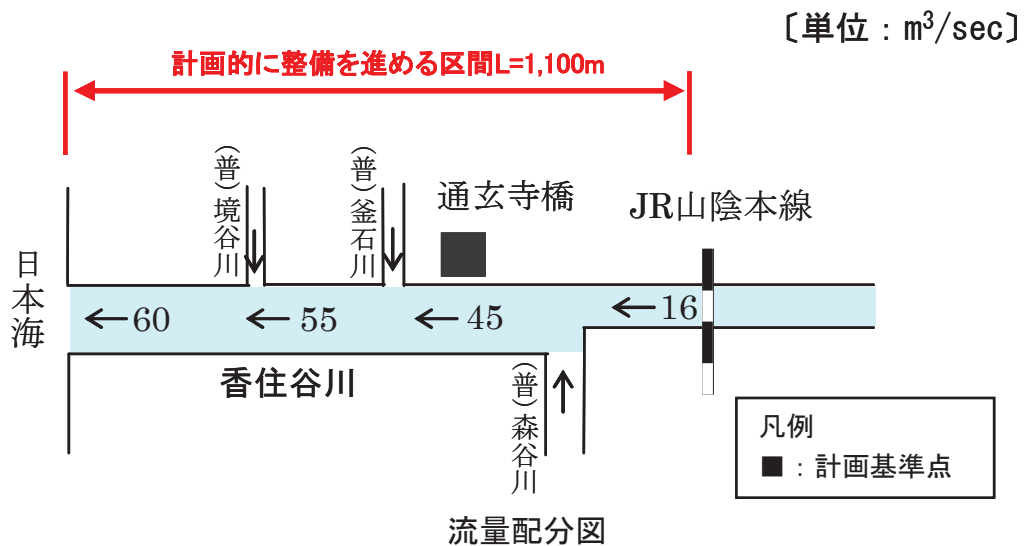 〔単位：m³/sec〕
計画的に整備を進める区間L=1,100m
(普)境谷川
(普)釜石川
通玄寺橋
JR山陰本線
日本海
←60
←55
←45
←16
香住谷川
(普)森谷川
凡例
■：計画基準点
流量配分図